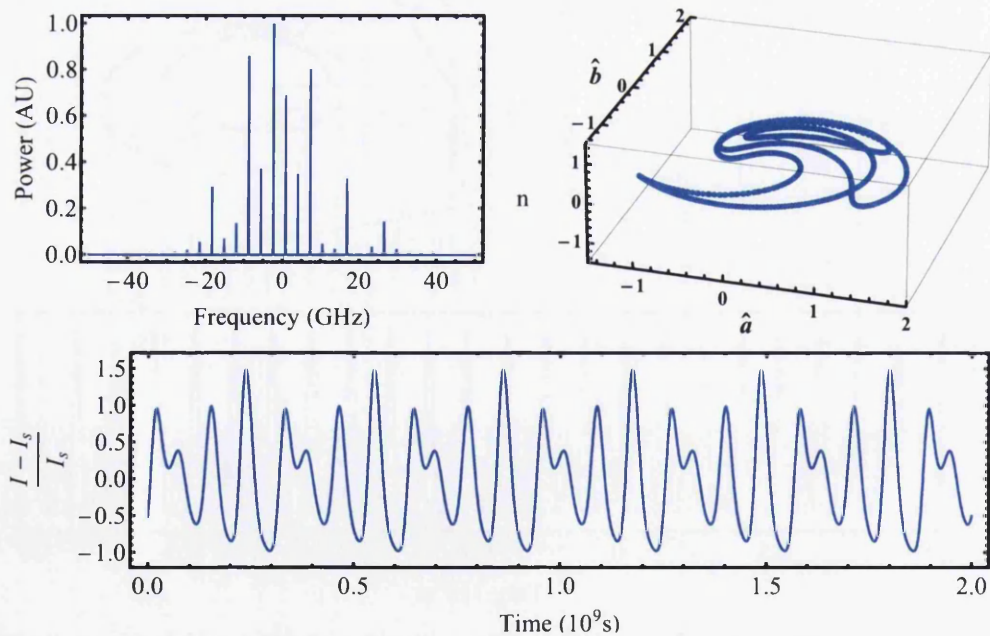 1.0
0.8
0.6
0.4
0.2
0.0
Power (AU)
−40 −20 0 20 40
Frequency (GHz)
2
1
0
−1
b̂
1
0
−1
n
−1 0 1 2
â
1.5
1.0
0.5
0.0
−0.5
−1.0
I − Is
Is
0.0 0.5 1.0 1.5 2.0
Time (10⁹s)